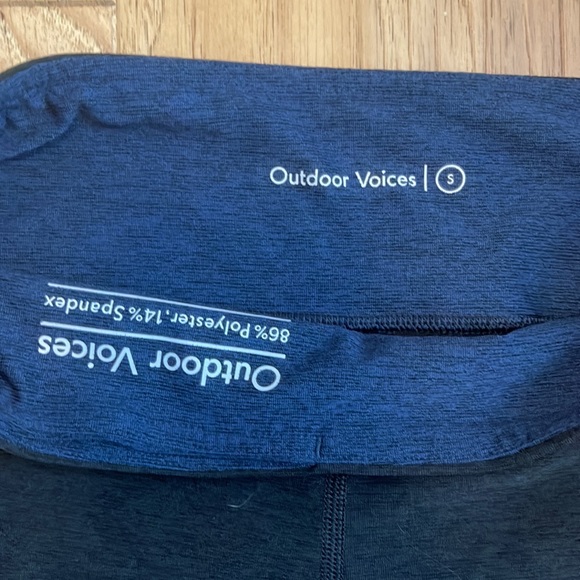 Outdoor Voices | S
Outdoor Voices
86% Polyester, 14% Spandex